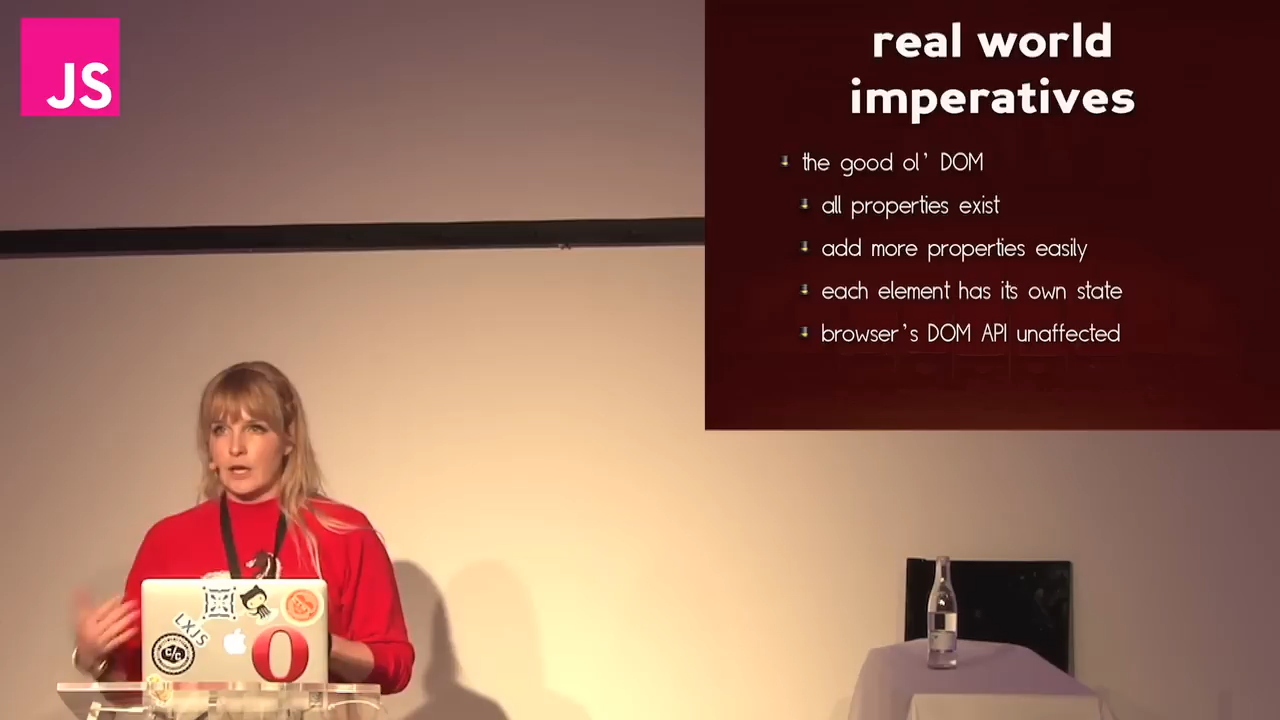 JS
real world
imperatives
the good ol' DOM
all properties exist
add more properties easily
each element has its own state
browser's DOM API unaffected
LXJS
C/C